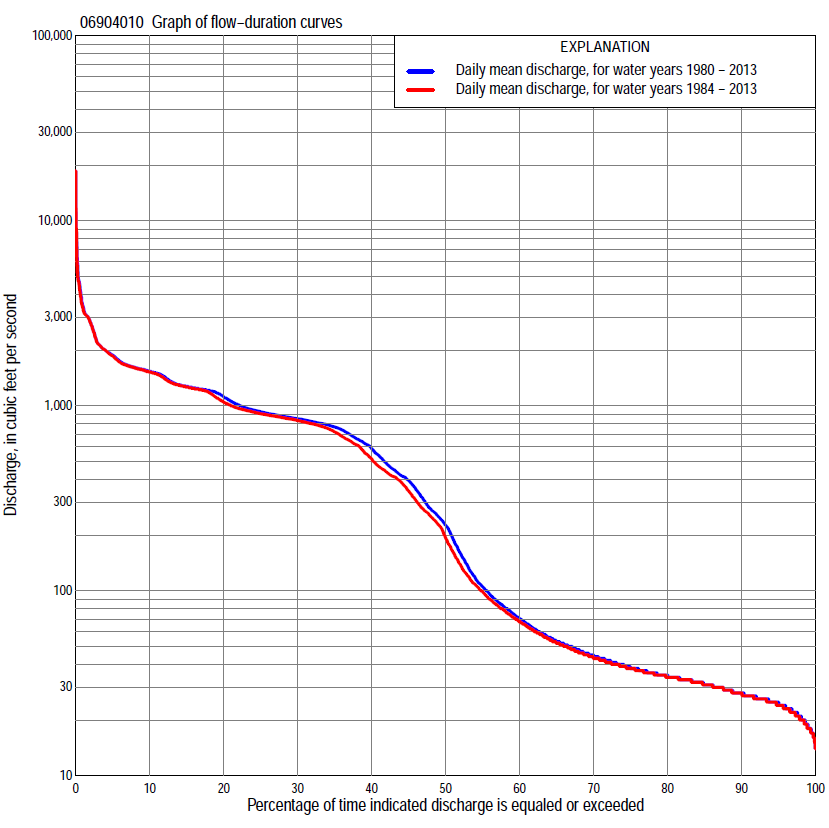 06904010 Graph of flow−duration curves
EXPLANATION
Daily mean discharge, for water years 1980 − 2013
Daily mean discharge, for water years 1984 − 2013
Discharge, in cubic feet per second
100,000
30,000
10,000
3,000
1,000
300
100
30
10
0 10 20 30 40 50 60 70 80 90 100
Percentage of time indicated discharge is equaled or exceeded